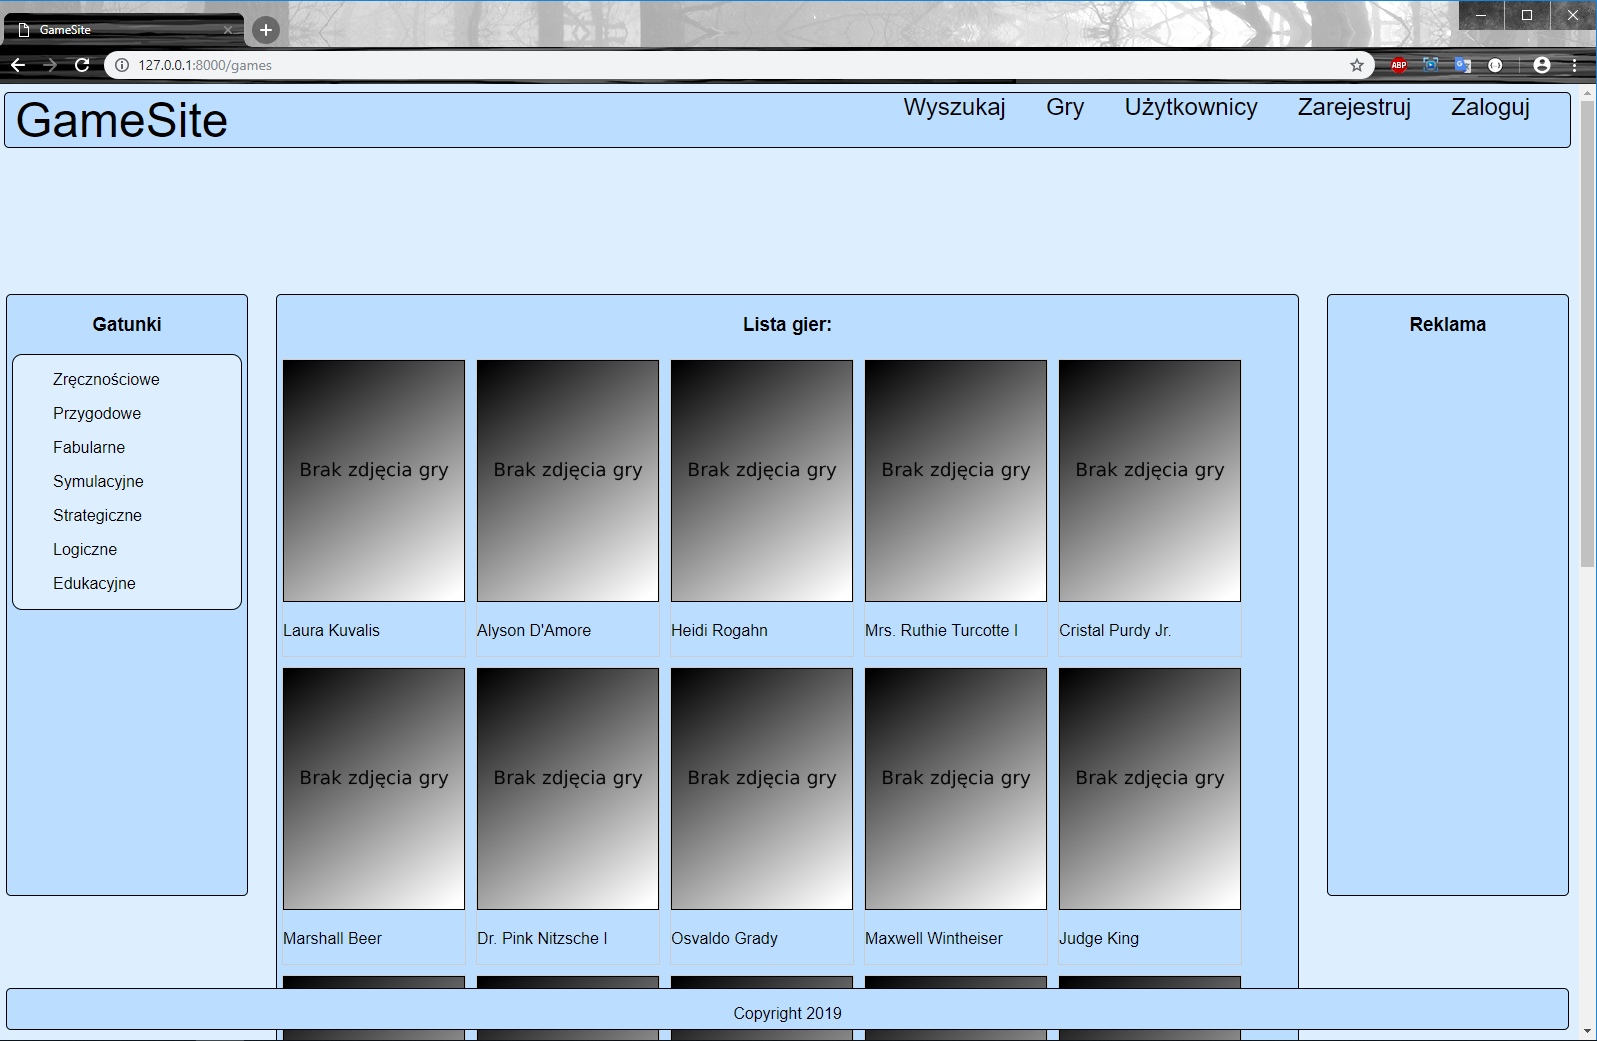 GameSite
127.0.0.1:8000/games
ABP
GameSite
Wyszukaj Gry Użytkownicy Zarejestruj Zaloguj
Gatunki
Zręcznościowe
Przygodowe
Fabularne
Symulacyjne
Strategiczne
Logiczne
Edukacyjne
Lista gier:
Brak zdjęcia gry Brak zdjęcia gry Brak zdjęcia gry Brak zdjęcia gry Brak zdjęcia gry
Laura Kuvalis Alyson D'Amore Heidi Rogahn Mrs. Ruthie Turcotte I Cristal Purdy Jr.
Brak zdjęcia gry Brak zdjęcia gry Brak zdjęcia gry Brak zdjęcia gry Brak zdjęcia gry
Marshall Beer Dr. Pink Nitzsche I Osvaldo Grady Maxwell Wintheiser Judge King
Reklama
Copyright 2019